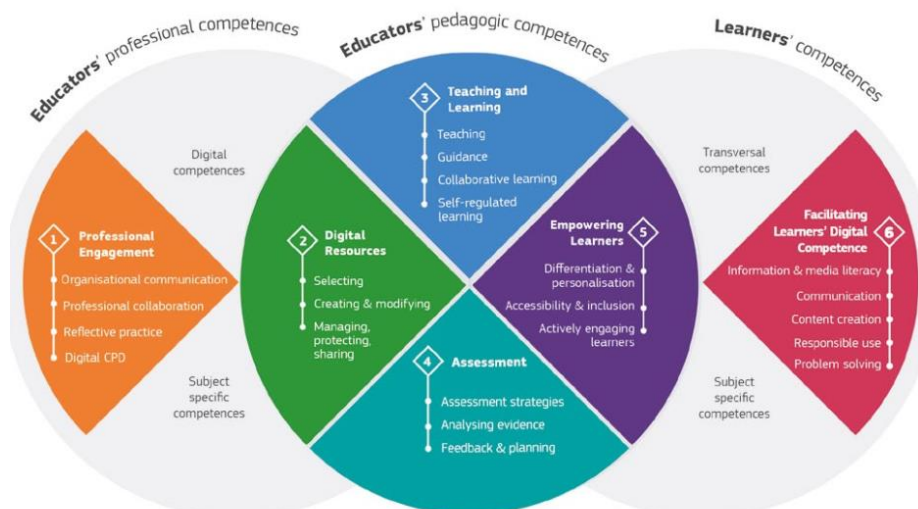 Educators' professional competences
Educators' pedagogic competences
Learners' competences
Digital
competences
Transversal
competences
1
Professional
Engagement
Organisational communication
Professional collaboration
Reflective practice
Digital CPD
2
Digital
Resources
Selecting
Creating & modifying
Managing,
protecting,
sharing
3
Teaching and
Learning
Teaching
Guidance
Collaborative learning
Self-regulated
learning
4
Assessment
Assessment strategies
Analysing evidence
Feedback & planning
5
Empowering
Learners
Differentiation &
personalisation
Accessibility & inclusion
Actively engaging
learners
6
Facilitating
Learners' Digital
Competence
Information & media literacy
Communication
Content creation
Responsible use
Problem solving
Subject
specific
competences
Subject
specific
competences